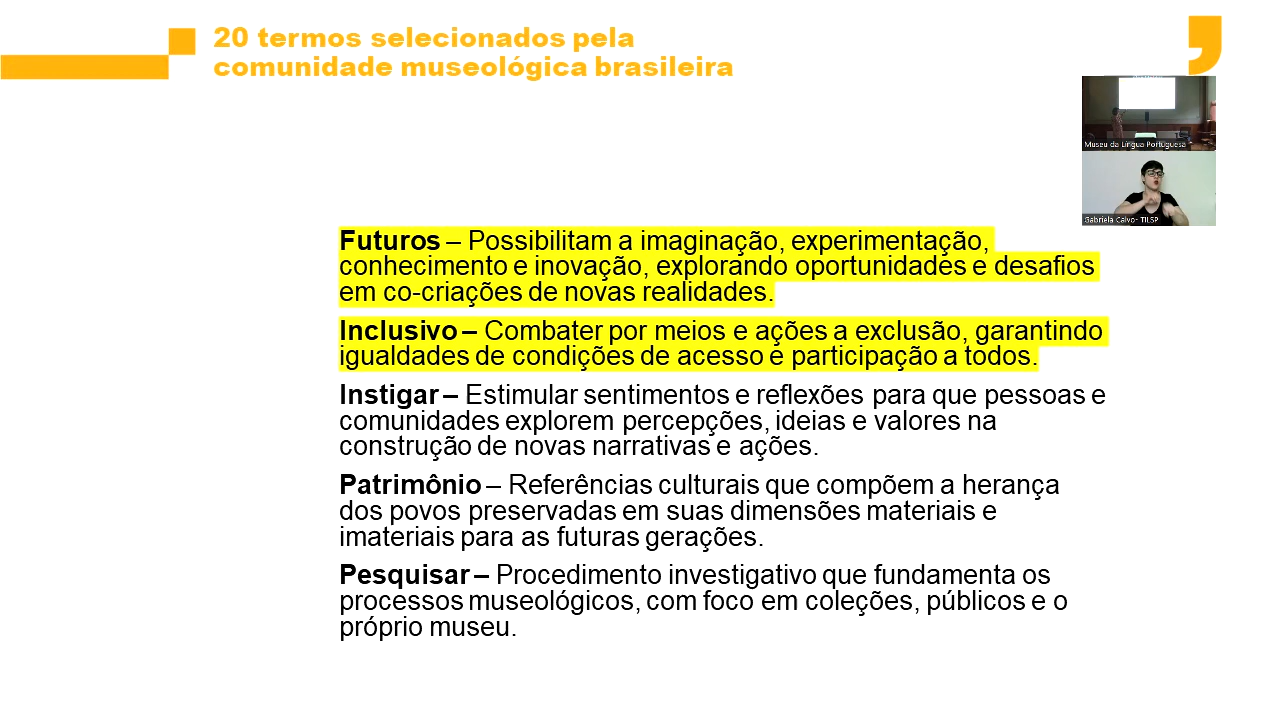 20 termos selecionados pela
comunidade museológica brasileira
Museu da Língua Portuguesa
Gabriela Calvo- TILSP
Futuros – Possibilitam a imaginação, experimentação,
conhecimento e inovação, explorando oportunidades e desafios
em co-criações de novas realidades.
Inclusivo – Combater por meios e ações a exclusão, garantindo
igualdades de condições de acesso e participação a todos.
Instigar – Estimular sentimentos e reflexões para que pessoas e
comunidades explorem percepções, ideias e valores na
construção de novas narrativas e ações.
Patrimônio – Referências culturais que compõem a herança
dos povos preservadas em suas dimensões materiais e
imateriais para as futuras gerações.
Pesquisar – Procedimento investigativo que fundamenta os
processos museológicos, com foco em coleções, públicos e o
próprio museu.